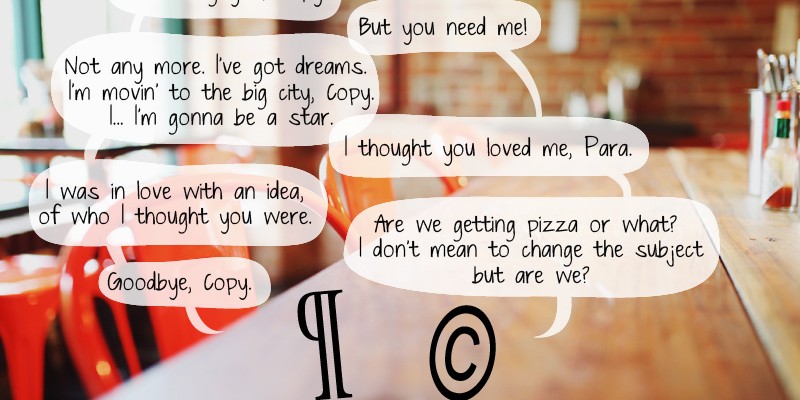 But you need me!
Not any more. I've got dreams.
I'm movin' to the big city, Copy.
I... I'm gonna be a star.
I thought you loved me, Para.
I was in love with an idea,
of who I thought you were.
Are we getting pizza or what?
I don't mean to change the subject
but are we?
Goodbye, Copy.
¶ ©